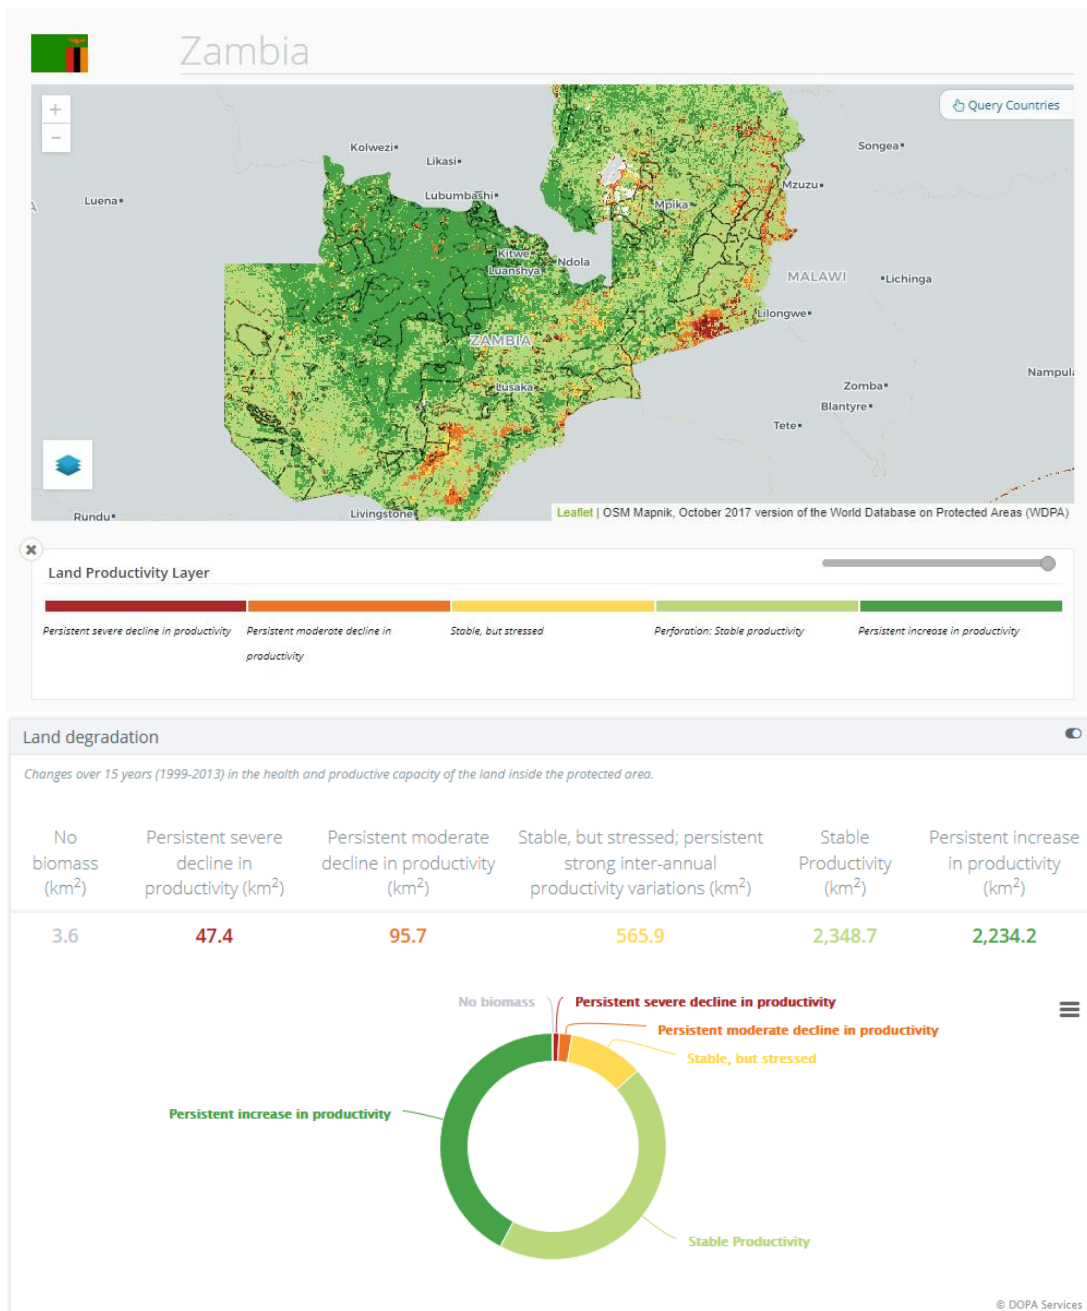 Zambia
+
−
Query Countries
Kolwezi
Likasi
Songea
Luena
Lubumbashi
Mzuzu
Mpika
Kitwe
Ndola
Luanshya
MALAWI
Lichinga
Lilongwe
ZAMBIA
Nampula
Lusaka
Zomba
Blantyre
Tete
Rundu
Livingstone
Leaflet | OSM Mapnik, October 2017 version of the World Database on Protected Areas (WDPA)
Land Productivity Layer
Persistent severe decline in productivity
Persistent moderate decline in
productivity
Stable, but stressed
Perforation: Stable productivity
Persistent increase in productivity
Land degradation
Changes over 15 years (1999-2013) in the health and productive capacity of the land inside the protected area.
No
biomass
(km²)
Persistent severe
decline in
productivity (km²)
Persistent moderate
decline in productivity
(km²)
Stable, but stressed; persistent
strong inter-annual
productivity variations (km²)
Stable
Productivity
(km²)
Persistent increase
in productivity
(km²)
3.6
47.4
95.7
565.9
2,348.7
2,234.2
No biomass
Persistent severe decline in productivity
Persistent moderate decline in productivity
Stable, but stressed
Persistent increase in productivity
Stable Productivity
© DOPA Services